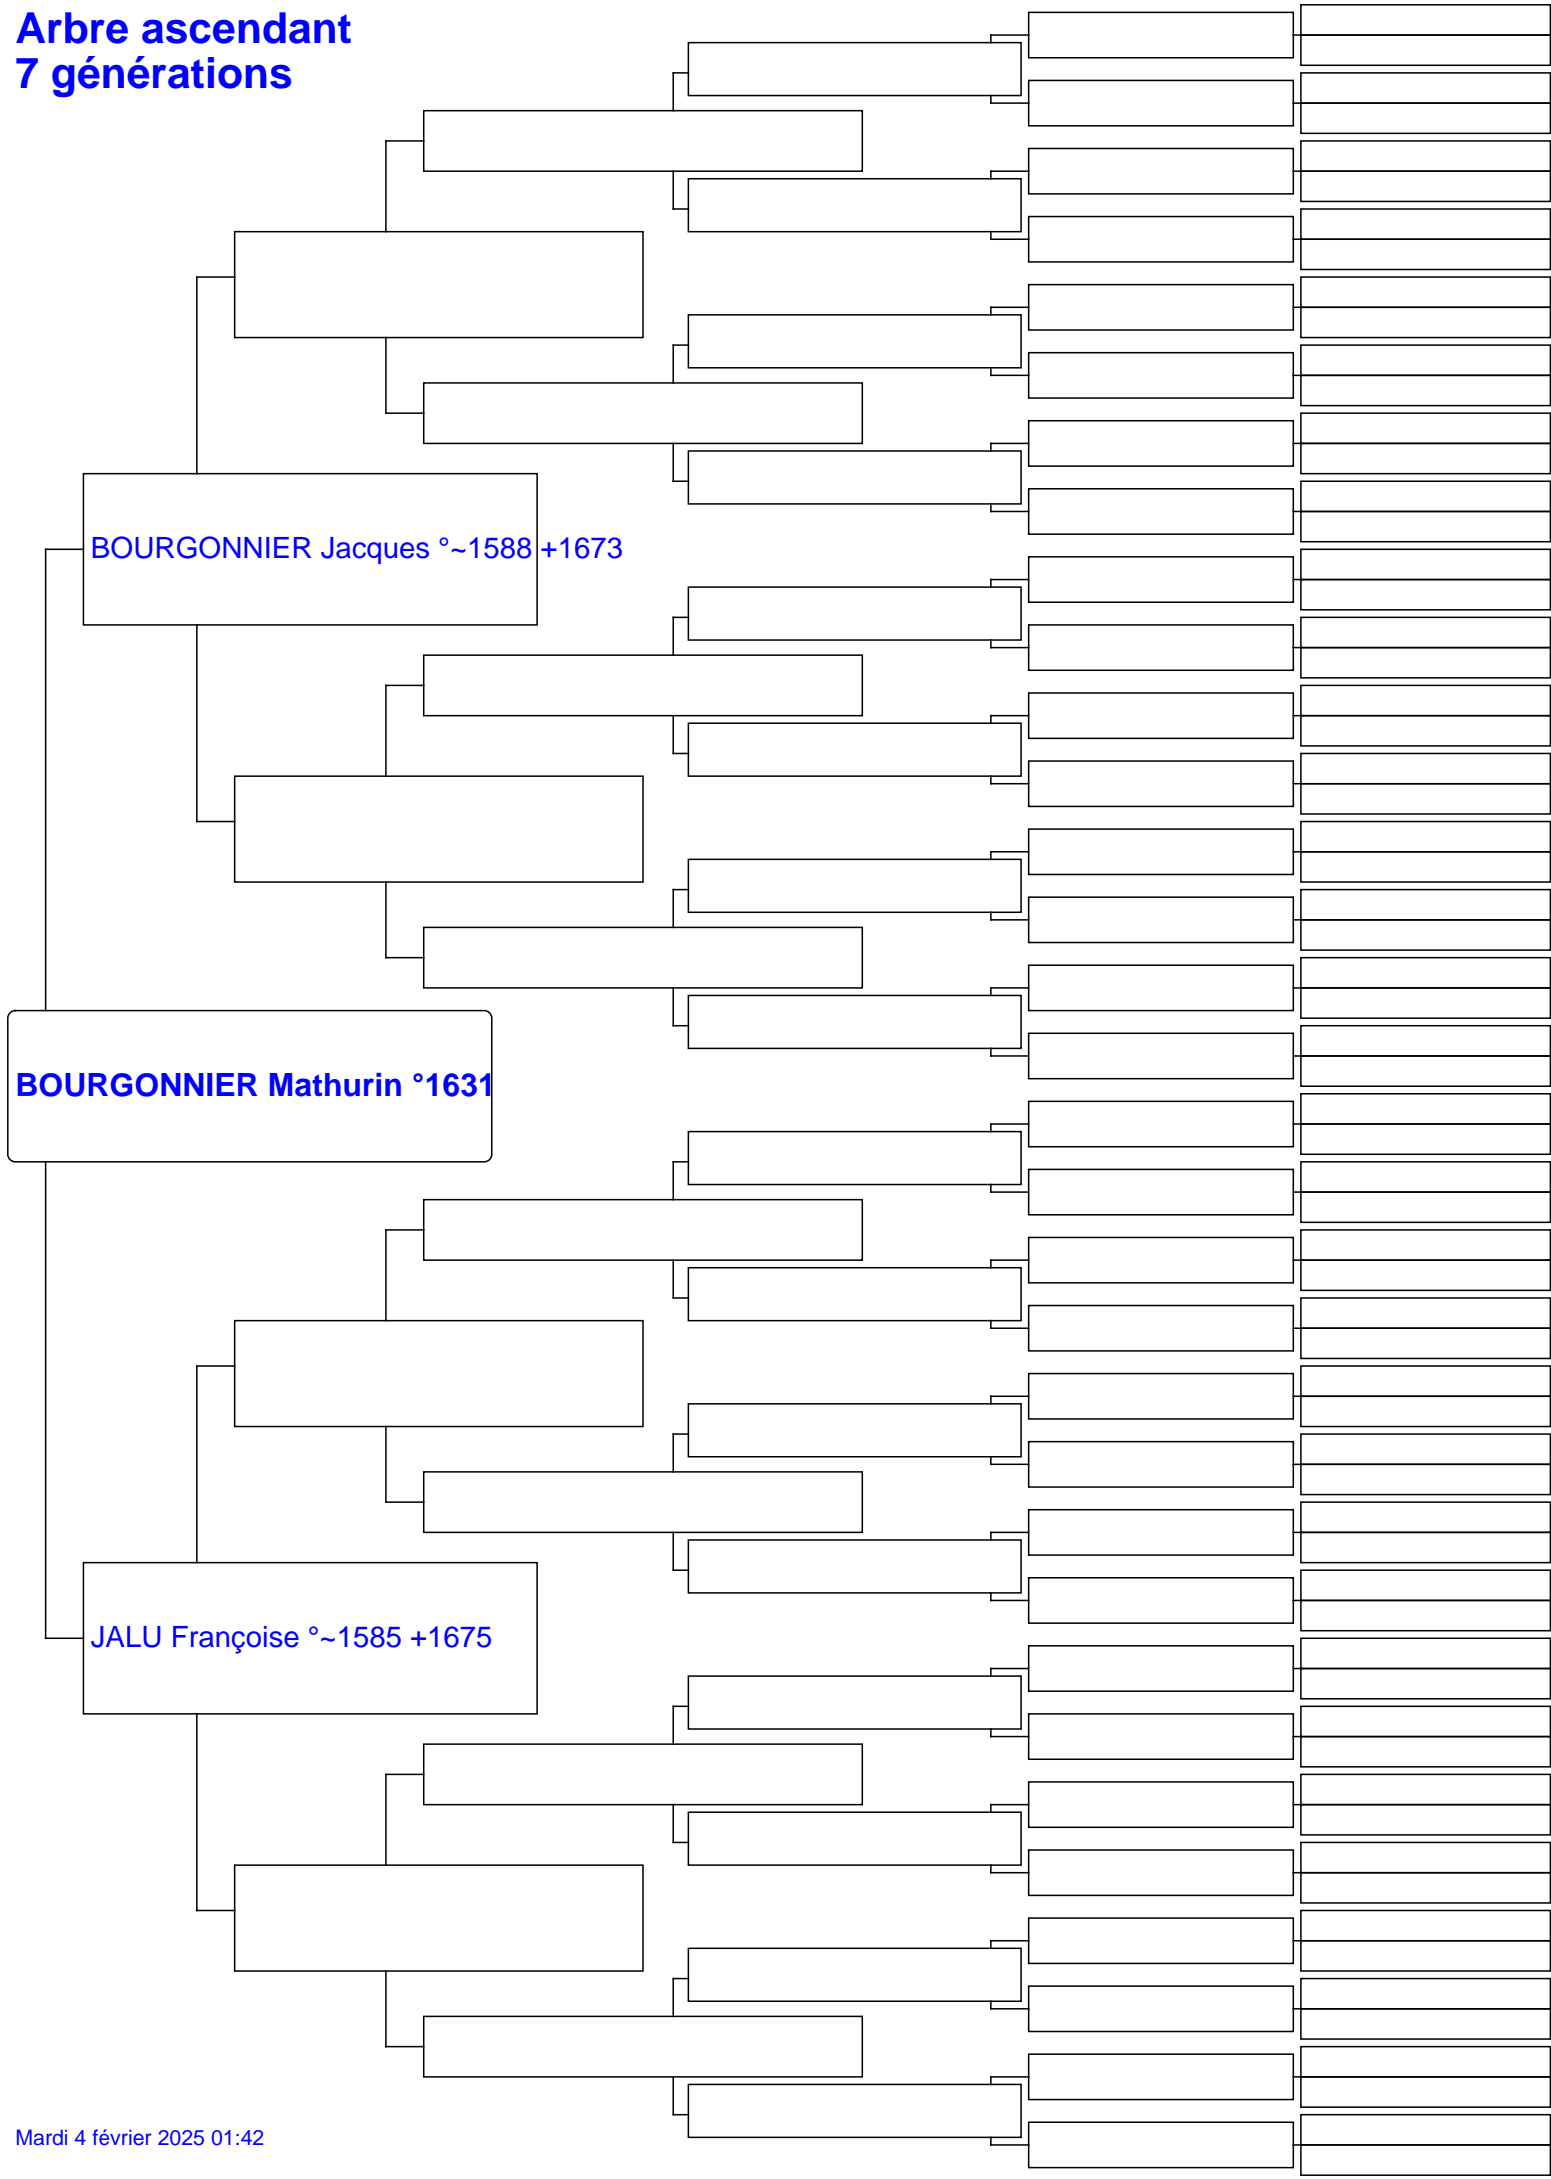 Arbre ascendant
7 générations
BOURGONNIER Jacques °~1588 +1673
BOURGONNIER Mathurin °1631
JALU Françoise °~1585 +1675
Mardi 4 février 2025 01:42